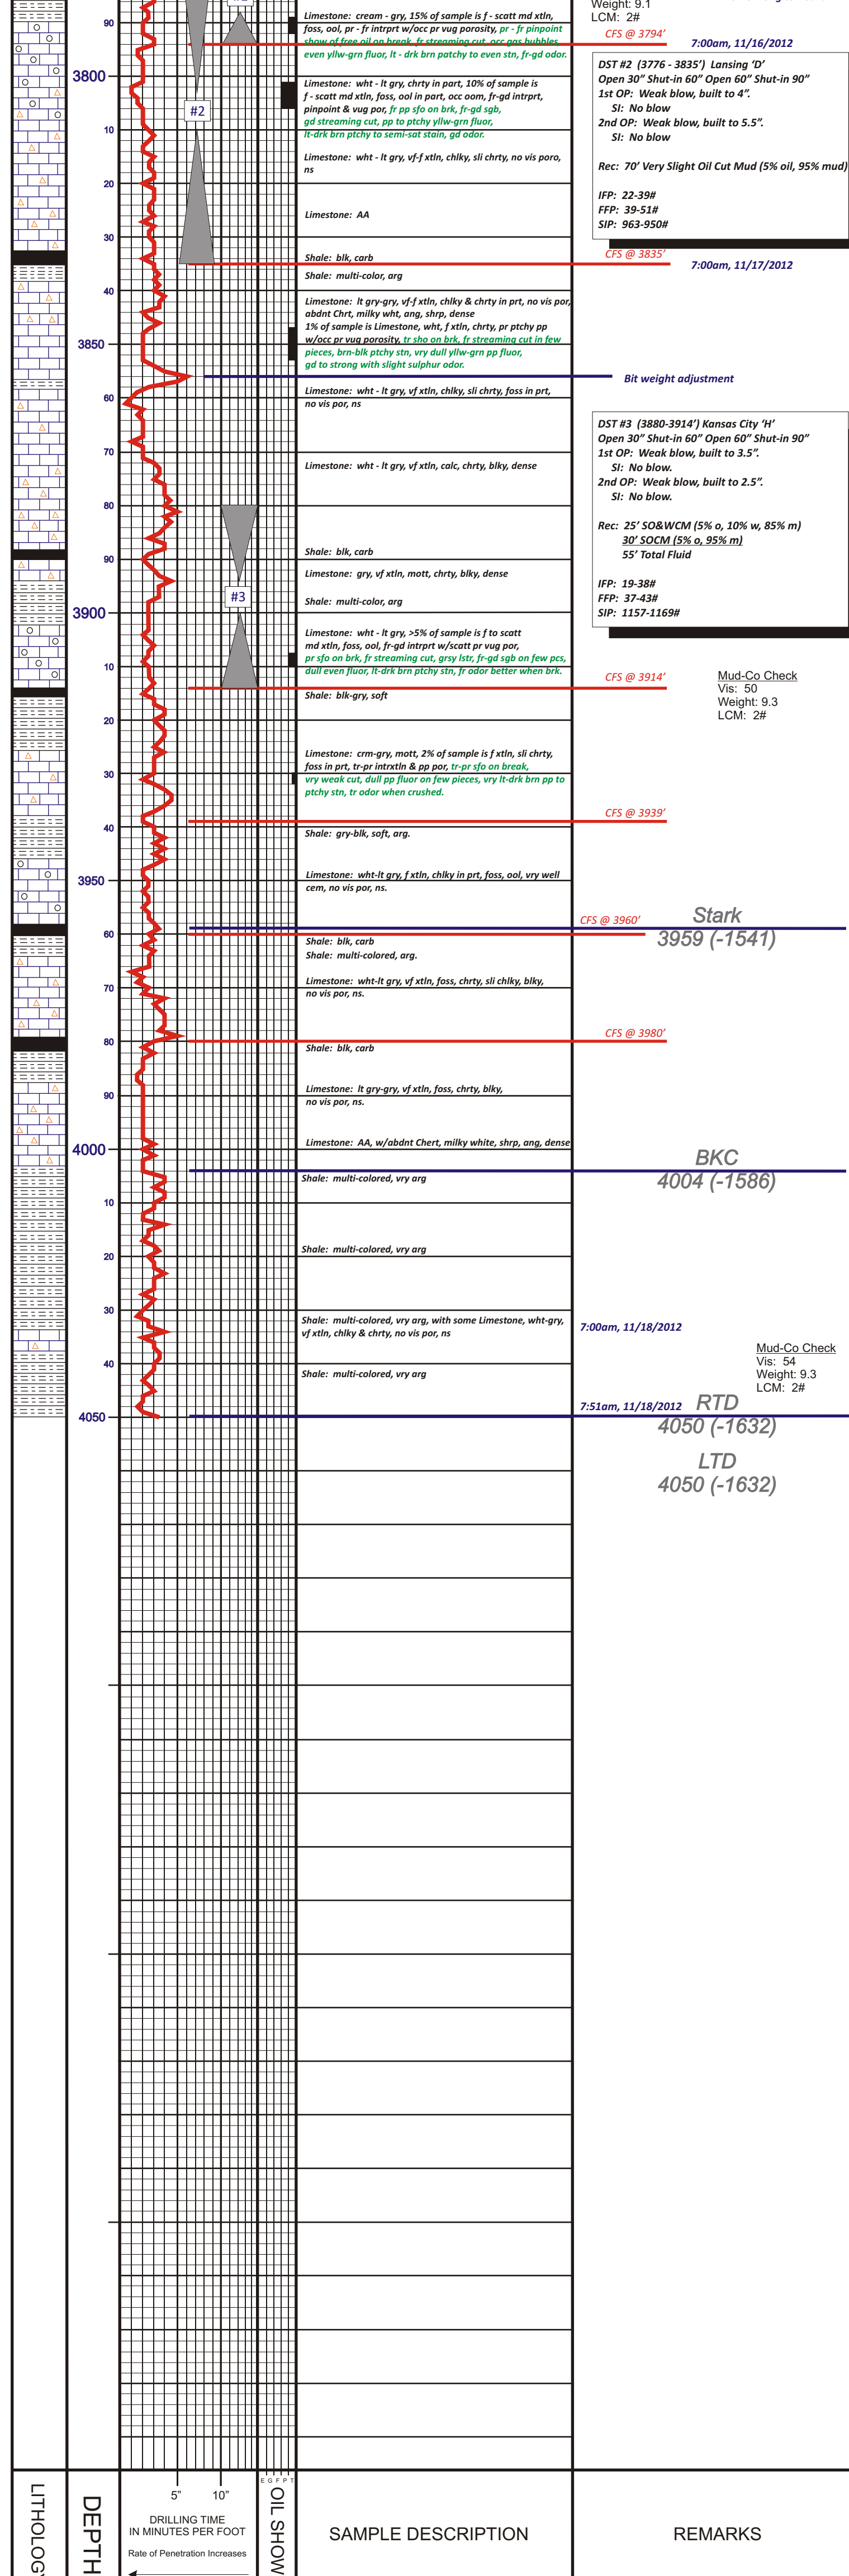 Weight: 9.1
LCM: 2#
90
Limestone: cream - gry, 15% of sample is f - scatt md xtln,
foss, ool, pr - fr intrprt w/occ pr vug porosity, pr - fr pinpoint
show of free oil on break, fr streaming cut, occ gas bubbles,
even yllw-grn fluor, lt - drk brn patchy to even stn, fr-gd odor.
CFS @ 3794’
7:00am, 11/16/2012
3800
#2
Limestone: wht - lt gry, chrty in part, 10% of sample is
f - scatt md xtln, foss, ool in part, occ oom, fr-gd intrprt,
pinpoint & vug por, fr pp sfo on brk, fr-gd sgb,
gd streaming cut, pp to ptchy yllw-grn fluor,
lt-drk brn ptchy to semi-sat stain, gd odor.
DST #2 (3776 - 3835’) Lansing ‘D’
Open 30” Shut-in 60” Open 60” Shut-in 90”
1st OP: Weak blow, built to 4”.
SI: No blow
2nd OP: Weak blow, built to 5.5”.
SI: No blow
Rec: 70’ Very Slight Oil Cut Mud (5% oil, 95% mud)
IFP: 22-39#
FFP: 39-51#
SIP: 963-950#
10
Limestone: wht - lt gry, vf-f xtln, chlky, sli chrty, no vis poro,
ns
20
Limestone: AA
30
Shale: blk, carb
CFS @ 3835’
7:00am, 11/17/2012
Shale: multi-color, arg
40
Limestone: lt gry-gry, vf-f xtln, chlky & chrty in prt, no vis por,
abdnt Chrt, milky wht, ang, shrp, dense
1% of sample is Limestone, wht, f xtln, chrty, pr ptchy pp
w/occ pr vug porosity, tr sho on brk, fr streaming cut in few
pieces, brn-blk ptchy stn, vry dull yllw-grn pp fluor,
gd to strong with slight sulphur odor.
3850
Bit weight adjustment
Limestone: wht - lt gry, vf xtln, chlky, sli chrty, foss in prt,
no vis por, ns
60
DST #3 (3880-3914’) Kansas City ‘H’
Open 30” Shut-in 60” Open 60” Shut-in 90”
1st OP: Weak blow, built to 3.5”.
SI: No blow.
2nd OP: Weak blow, built to 2.5”.
SI: No blow.
Rec: 25’ SO&WCM (5% o, 10% w, 85% m)
30’ SOCM (5% o, 95% m)
55’ Total Fluid
IFP: 19-38#
FFP: 37-43#
SIP: 1157-1169#
70
Limestone: wht - lt gry, vf xtln, calc, chrty, blky, dense
80
Shale: blk, carb
90
Limestone: gry, vf xtln, mott, chrty, blky, dense
#3
Shale: multi-color, arg
3900
Limestone: wht - lt gry, >5% of sample is f to scatt
md xtln, foss, ool, fr-gd intrprt w/scatt pr vug por,
pr sfo on brk, fr streaming cut, grsy lstr, fr-gd sgb on few pcs,
dull even fluor, lt-drk brn ptchy stn, fr odor better when brk.
10
CFS @ 3914’
Mud-Co Check
Vis: 50
Weight: 9.3
LCM: 2#
Shale: blk-gry, soft
20
Limestone: crm-gry, mott, 2% of sample is f xtln, sli chrty,
foss in prt, tr-pr intrxtln & pp por, tr-pr sfo on break,
vry weak cut, dull pp fluor on few pieces, vry lt-drk brn pp to
ptchy stn, tr odor when crushed.
30
CFS @ 3939’
40
Shale: gry-blk, soft, arg.
3950
Limestone: wht-lt gry, f xtln, chlky in prt, foss, ool, vry well
cem, no vis por, ns.
CFS @ 3960’
Stark
3959 (-1541)
60
Shale: blk, carb
Shale: multi-colored, arg.
70
Limestone: wht-lt gry, vf xtln, foss, chrty, sli chlky, blky,
no vis por, ns.
CFS @ 3980’
80
Shale: blk, carb
90
Limestone: lt gry-gry, vf xtln, foss, chrty, blky,
no vis por, ns.
4000
Limestone: AA, w/abdnt Chert, milky white, shrp, ang, dense
BKC
4004 (-1586)
Shale: multi-colored, vry arg
10
20
Shale: multi-colored, vry arg
30
Shale: multi-colored, vry arg, with some Limestone, wht-gry,
vf xtln, chlky & chrty, no vis por, ns
7:00am, 11/18/2012
Mud-Co Check
Vis: 54
Weight: 9.3
LCM: 2#
40
Shale: multi-colored, vry arg
4050
7:51am, 11/18/2012
RTD
4050 (-1632)
LTD
4050 (-1632)
LITHOLOGY
DEPTH
5” 10”
DRILLING TIME
IN MINUTES PER FOOT
Rate of Penetration Increases
E G F P T
OIL SHOW
SAMPLE DESCRIPTION
REMARKS